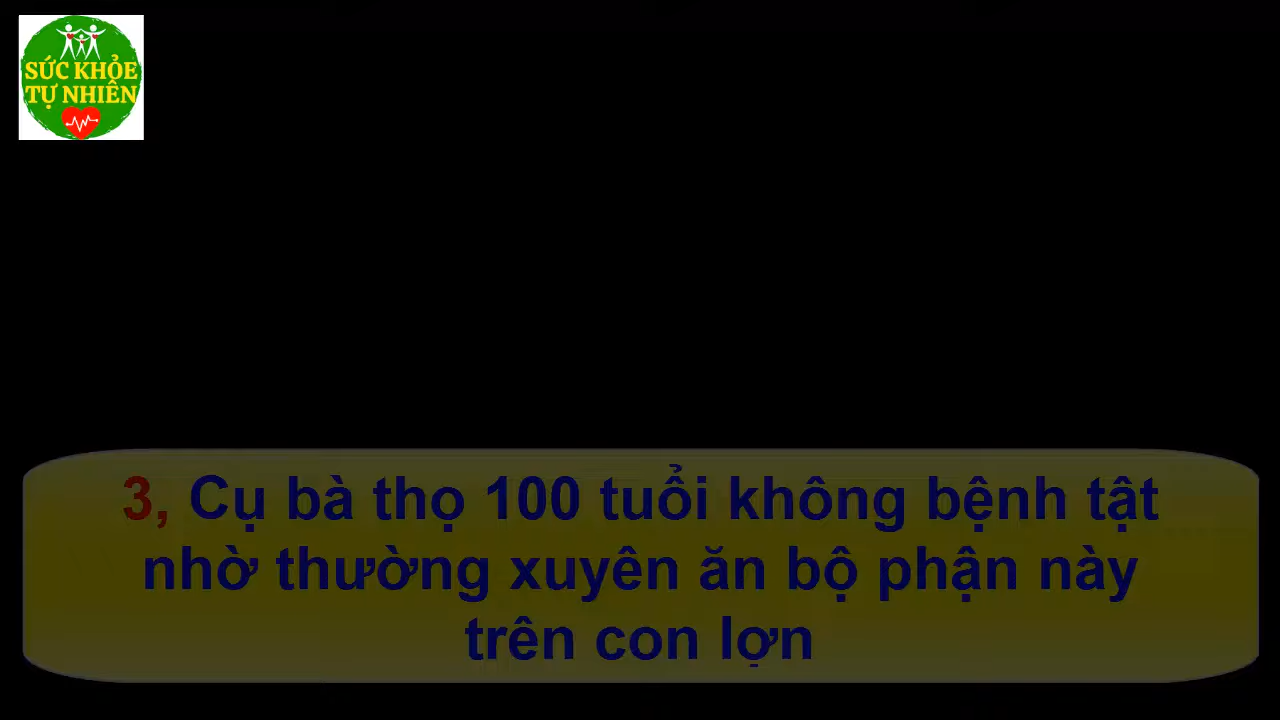 SỨC KHỎE
TỰ NHIÊN
3, Cụ bà thọ 100 tuổi không bệnh tật
nhờ thường xuyên ăn bộ phận này
trên con lợn